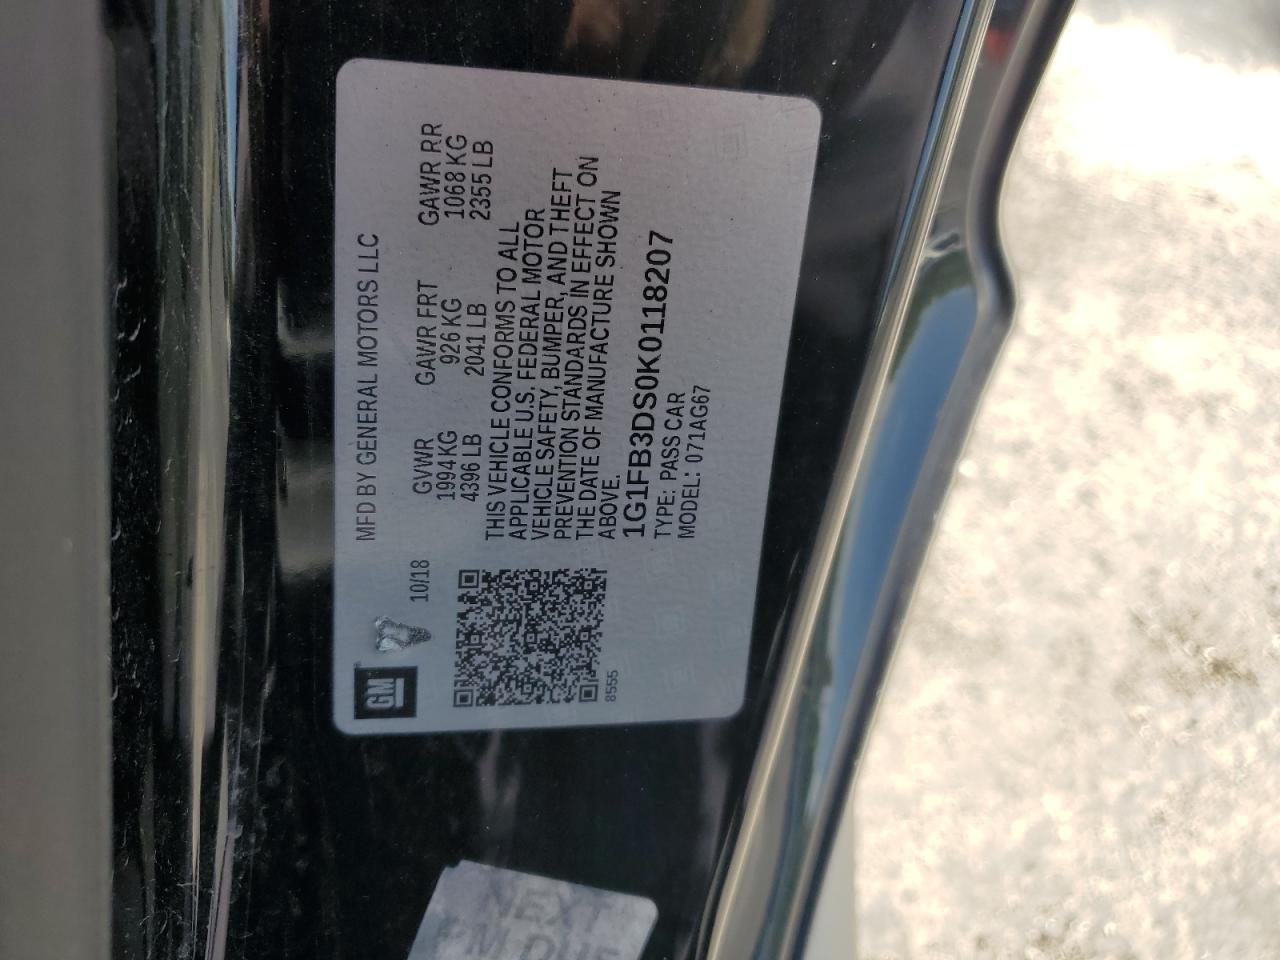 GM
10/18
MFD BY GENERAL MOTORS LLC
GVWR GAWR FRT GAWR RR
1994 KG 926 KG 1068 KG
4396 LB 2041 LB 2355 LB
THIS VEHICLE CONFORMS TO ALL
APPLICABLE U.S. FEDERAL MOTOR
VEHICLE SAFETY, BUMPER, AND THEFT
PREVENTION STANDARDS IN EFFECT ON
THE DATE OF MANUFACTURE SHOWN
ABOVE.
1G1FB3DS0K0118207
TYPE: PASS CAR
MODEL: 071AG67
8555
NEXT